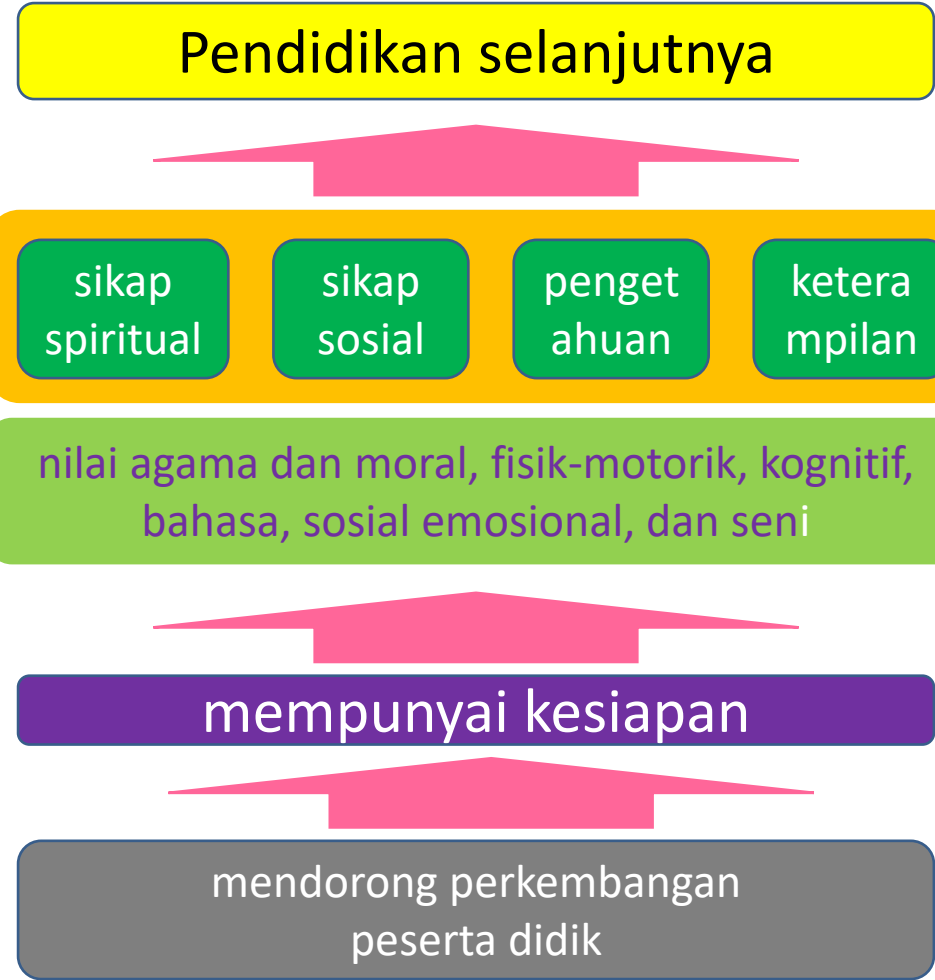 Pendidikan selanjutnya
sikap
spiritual
sikap
sosial
penget
ahuan
ketera
mpilan
nilai agama dan moral, fisik-motorik, kognitif,
bahasa, sosial emosional, dan seni
mempunyai kesiapan
mendorong perkembangan
peserta didik